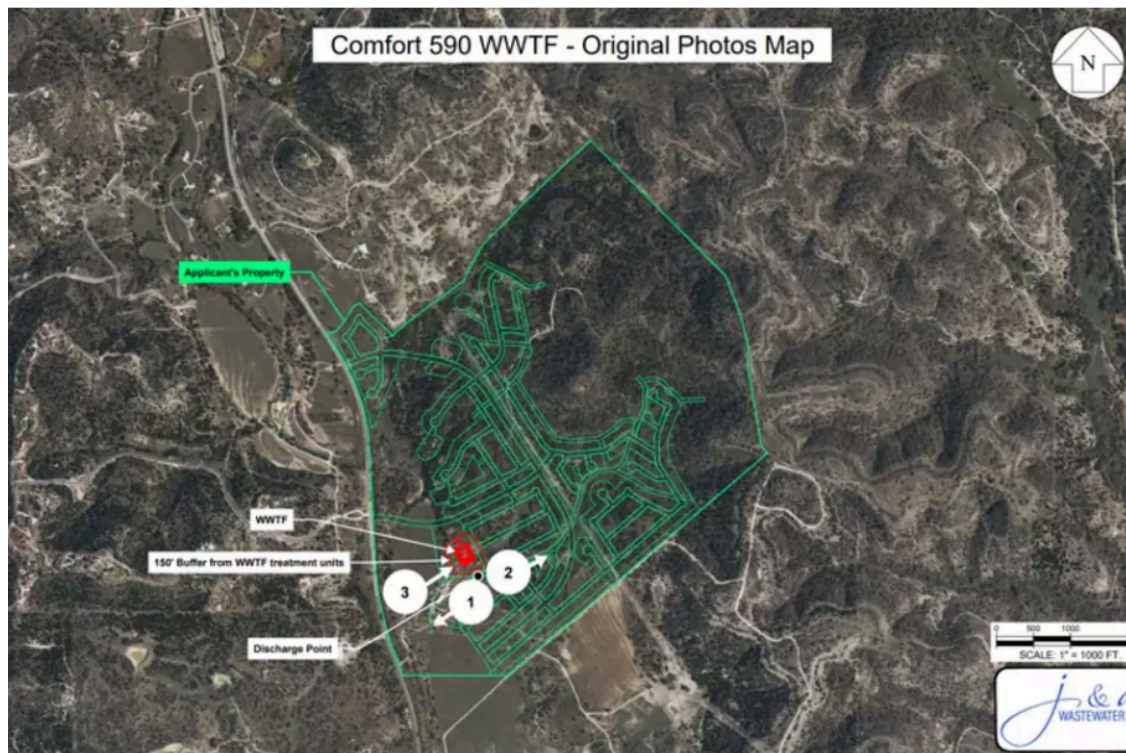 Comfort 590 WWTF - Original Photos Map
N
Applicant's Property
WWTF
150' Buffer from WWTF treatment units
3
2
1
Discharge Point
0 500 1000
SCALE: 1" = 1000 FT.
j & 
WASTEWATER